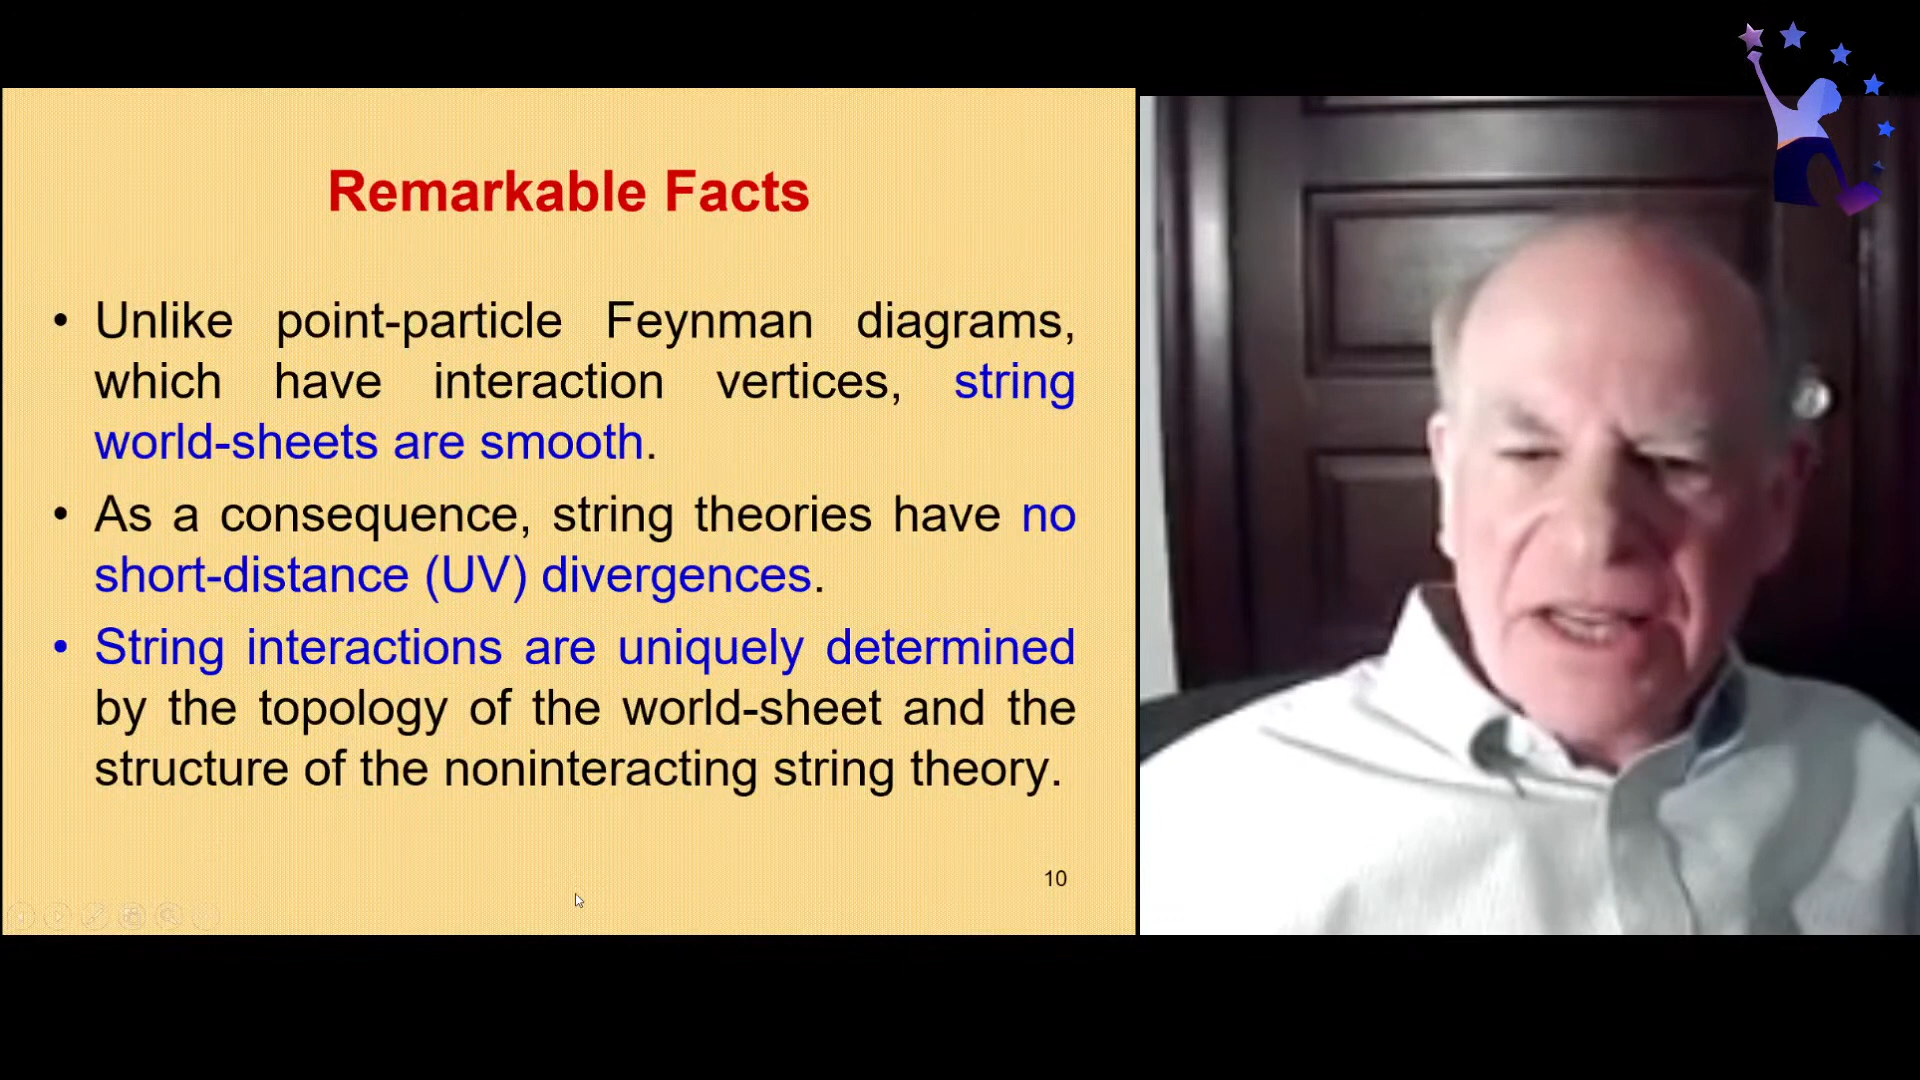 Remarkable Facts
• Unlike point-particle Feynman diagrams,
which have interaction vertices, string
world-sheets are smooth.
• As a consequence, string theories have no
short-distance (UV) divergences.
• String interactions are uniquely determined
by the topology of the world-sheet and the
structure of the noninteracting string theory.
10